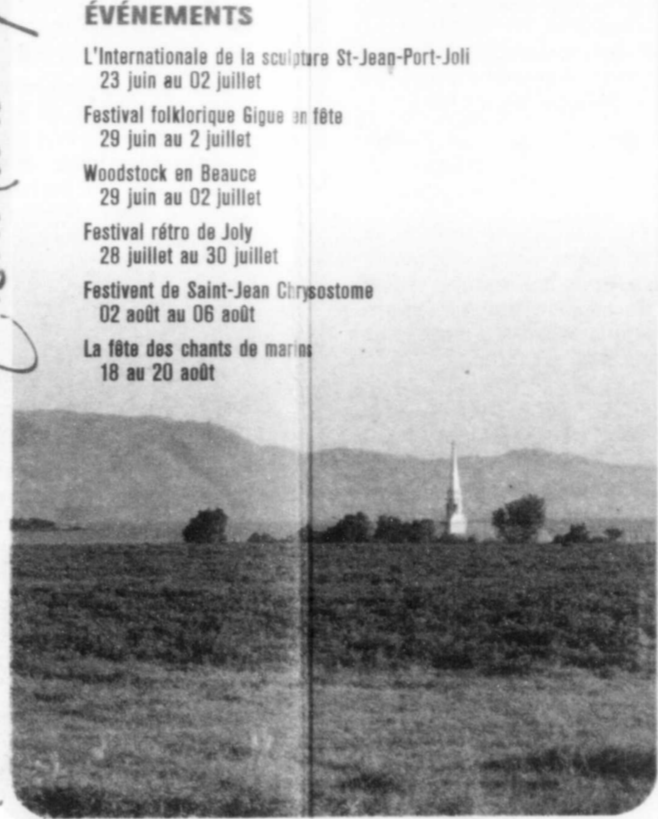 ÉVÉNEMENTS
L'Internationale de la sculpture St-Jean-Port-Joli
23 juin au 02 juillet
Festival folklorique Gigue en fête
29 juin au 2 juillet
Woodstock en Beauce
29 juin au 02 juillet
Festival rétro de Joly
28 juillet au 30 juillet
Festivent de Saint-Jean Chrysostome
02 août au 06 août
La fête des chants de marins
18 au 20 août